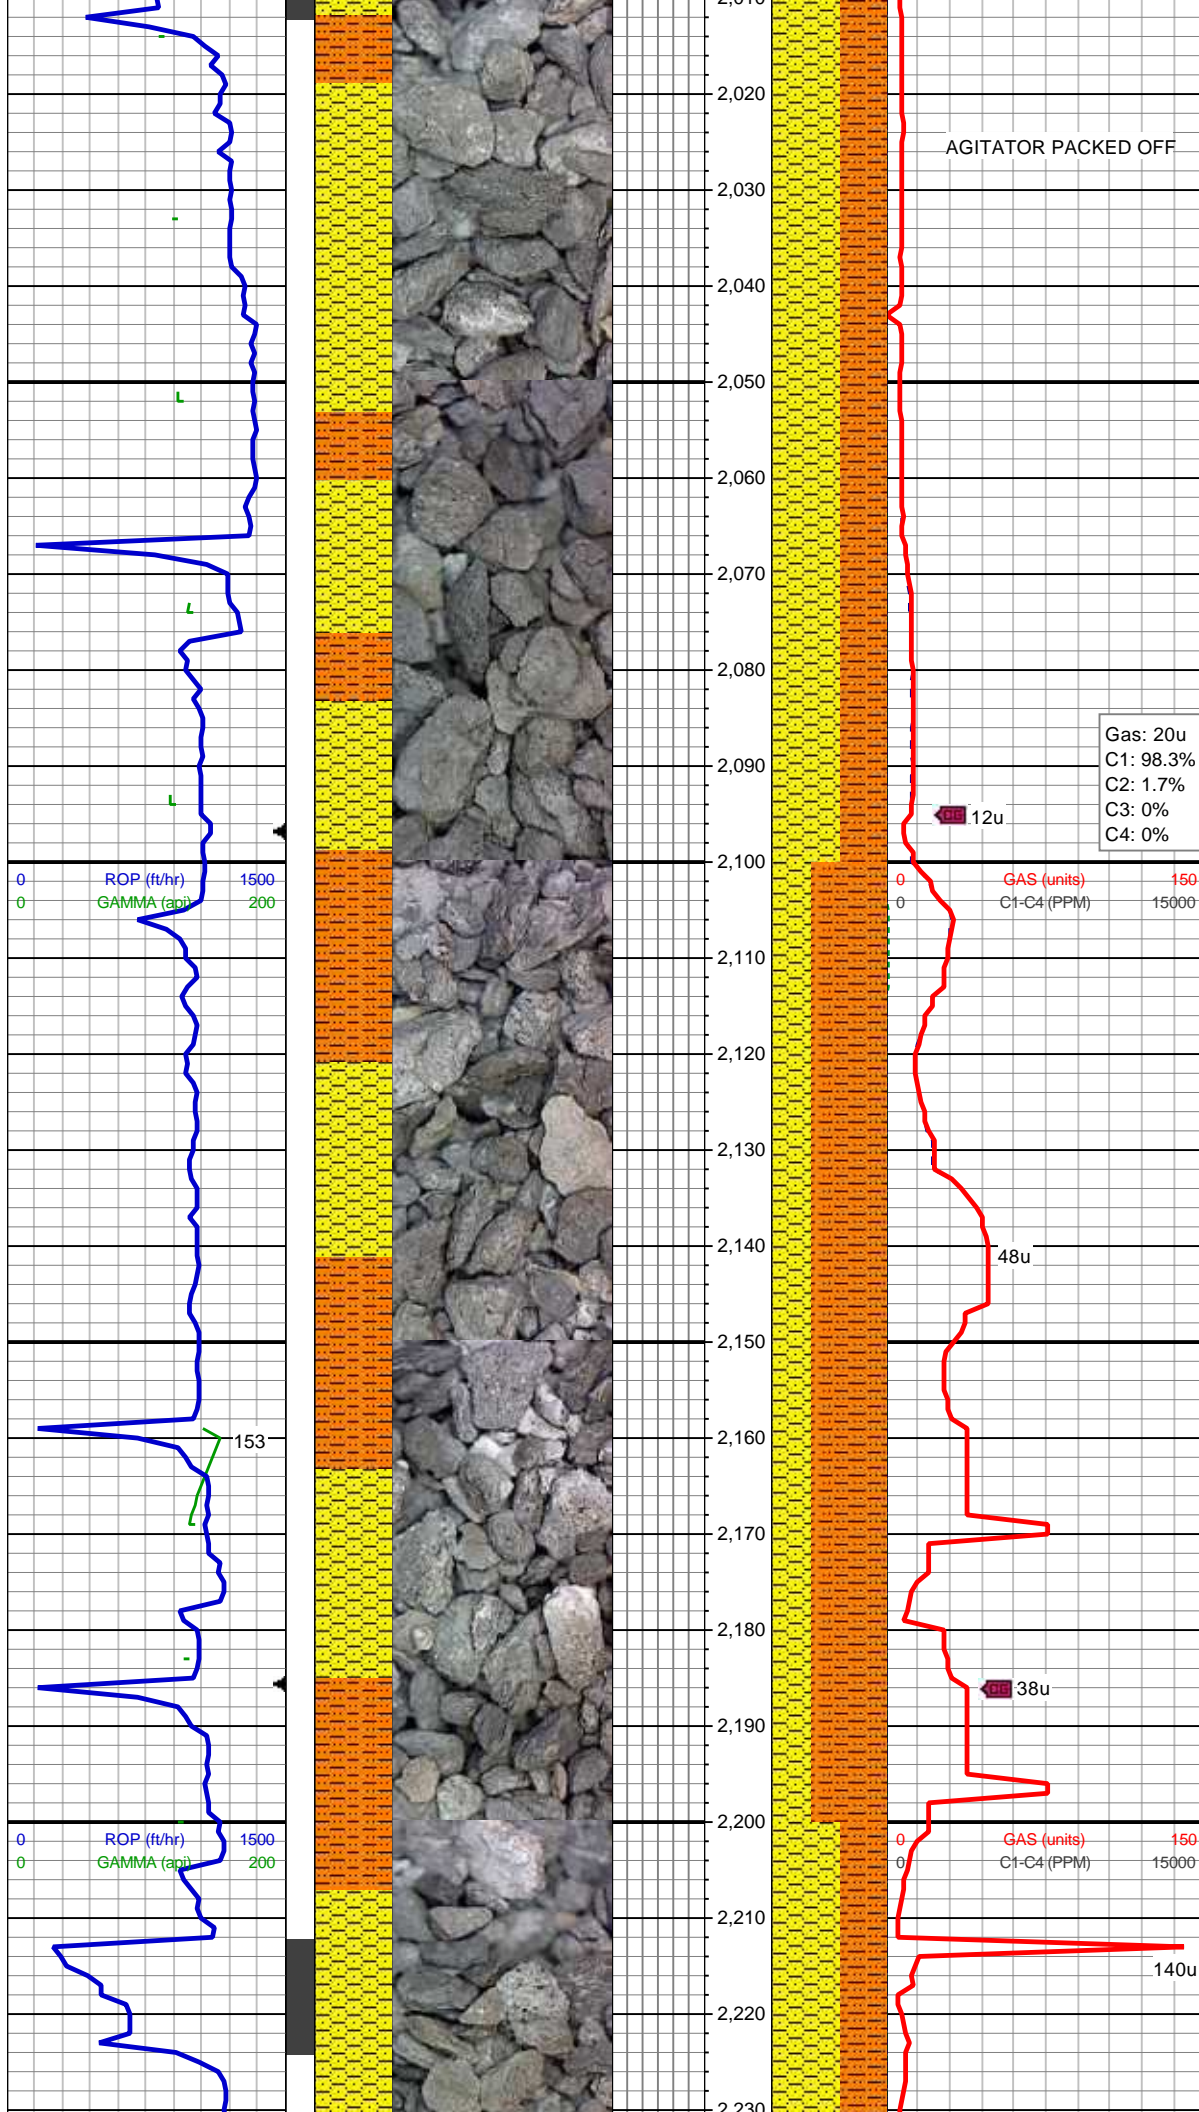 2,020
AGITATOR PACKED OFF
2,030
2,040
2,050
2,060
2,070
2,080
Gas: 20u
C1: 98.3%
C2: 1.7%
C3: 0%
C4: 0%
2,090
CG 12u
2,100
0 ROP (ft/hr) 1500
0 GAMMA (api) 200
0 GAS (units) 150
0 C1-C4 (PPM) 15000
2,110
2,120
2,130
2,140
48u
2,150
153
2,160
2,170
2,180
CG 38u
2,190
2,200
0 ROP (ft/hr) 1500
0 GAMMA (api) 200
0 GAS (units) 150
0 C1-C4 (PPM) 15000
2,210
140u
2,220
2,230